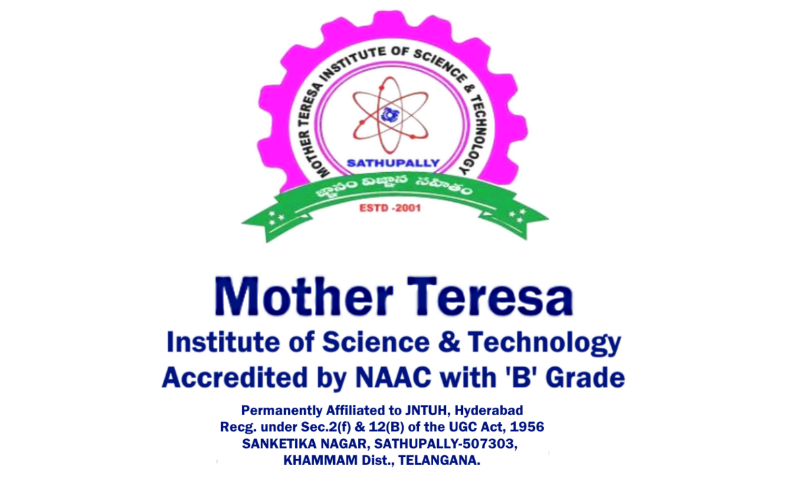 MOTHER TERESA INSTITUTE OF SCIENCE & TECHNOLOGY
SATHUPALLY
జ్ఞానం విజ్ఞాన సహితం
ESTD -2001
Mother Teresa
Institute of Science & Technology
Accredited by NAAC with 'B' Grade
Permanently Affiliated to JNTUH, Hyderabad
Recg. under Sec.2(f) & 12(B) of the UGC Act, 1956
SANKETIKA NAGAR, SATHUPALLY-507303,
KHAMMAM Dist., TELANGANA.